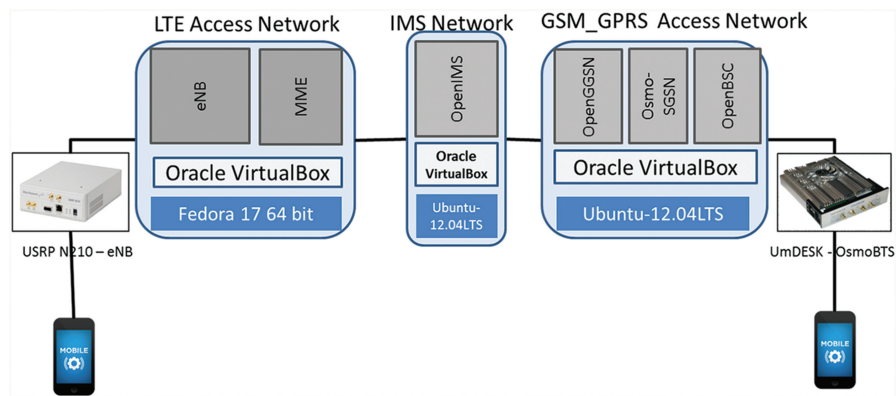 LTE Access Network
IMS Network
GSM_GPRS Access Network
eNB
MME
OpenIMS
OpenGGSN
Osmo-
SGSN
OpenBSC
Oracle VirtualBox
Oracle
VirtualBox
Oracle VirtualBox
Fedora 17 64 bit
Ubuntu-
12.04LTS
Ubuntu-12.04LTS
USRP N210 – eNB
UmDESK - OsmoBTS
MOBILE
MOBILE